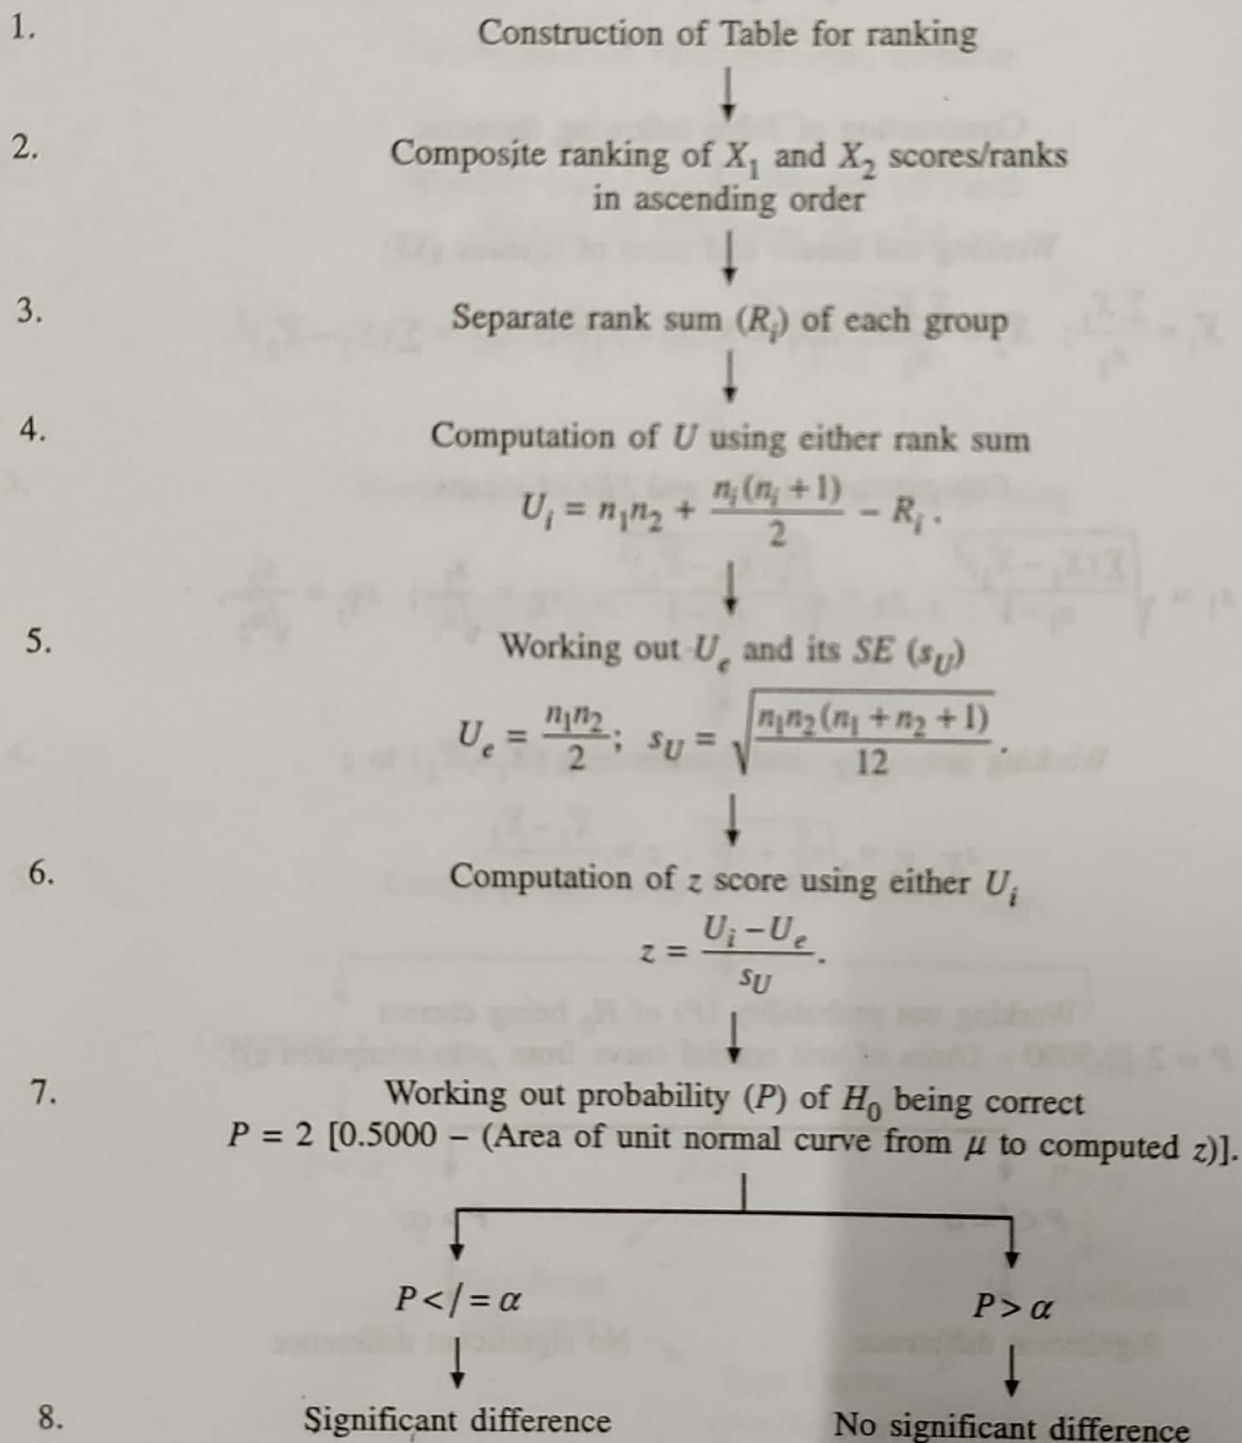 1. Construction of Table for ranking
2. Composite ranking of X₁ and X₂ scores/ranks
in ascending order
3. Separate rank sum (Rᵢ) of each group
4. Computation of U using either rank sum
Uᵢ = n₁n₂ + nᵢ(nᵢ + 1)/2 − Rᵢ.
5. Working out Uₑ and its SE (s_U)
Uₑ = n₁n₂/2; s_U = √(n₁n₂(n₁ + n₂ + 1)/12).
6. Computation of z score using either Uᵢ
z = (Uᵢ − Uₑ)/s_U.
7. Working out probability (P) of H₀ being correct
P = 2 [0.5000 – (Area of unit normal curve from μ to computed z)].
P </= α P > α
8. Significant difference No significant difference